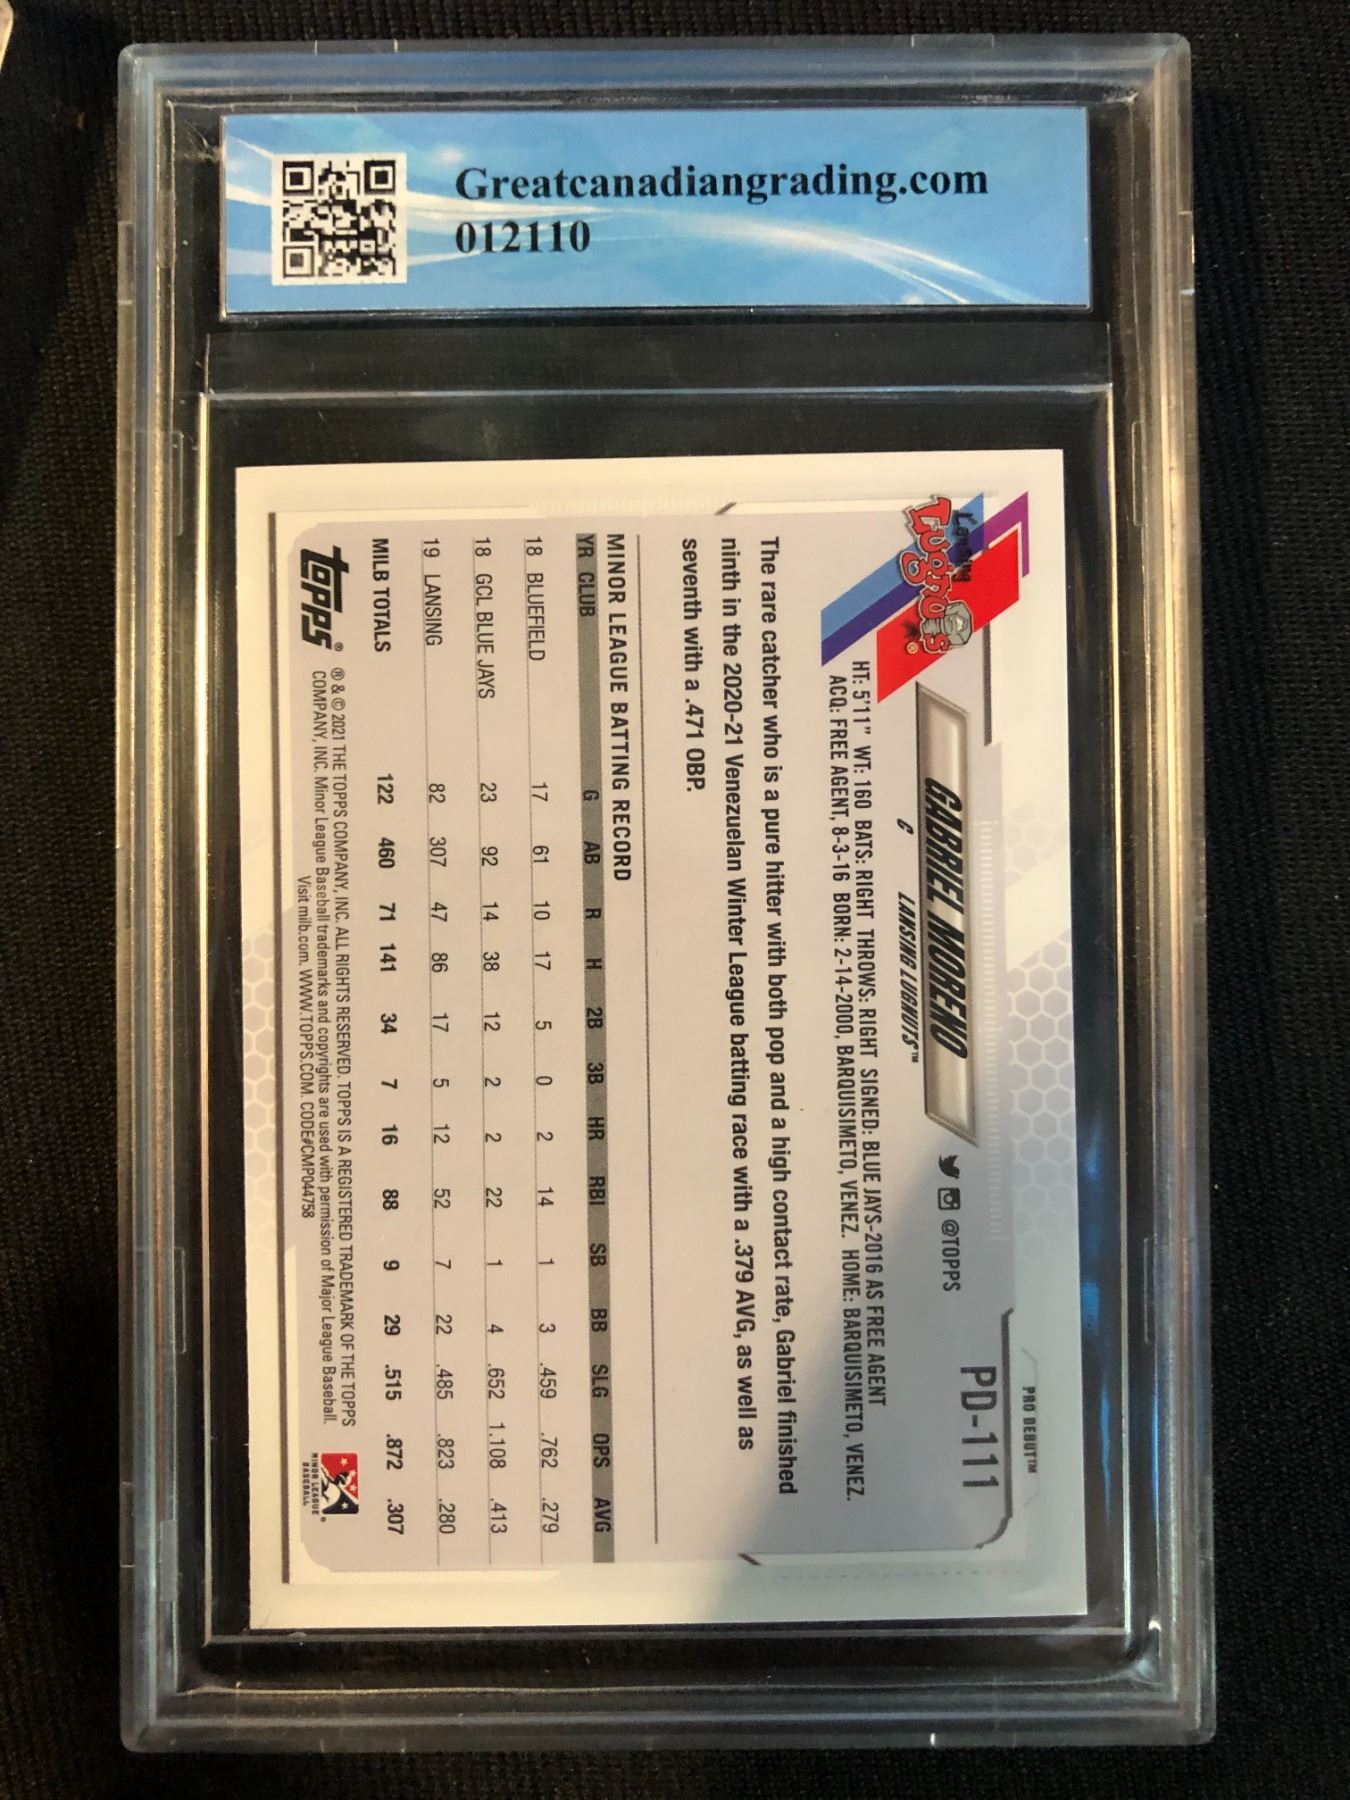 Greatcanadiangrading.com
012110
Lansing
Lugnuts®
GABRIEL MORENO
C LANSING LUGNUTS™
@TOPPS
PRO DEBUT™
PD-111
HT: 5'11" WT: 160 BATS: RIGHT THROWS: RIGHT SIGNED: BLUE JAYS-2016 AS FREE AGENT
ACQ: FREE AGENT, 8-3-16 BORN: 2-14-2000, BARQUISIMETO, VENEZ. HOME: BARQUISIMETO, VENEZ.
The rare catcher who is a pure hitter with both pop and a high contact rate, Gabriel finished
ninth in the 2020-21 Venezuelan Winter League batting race with a .379 AVG, as well as
seventh with a .471 OBP.
MINOR LEAGUE BATTING RECORD
YR CLUB G AB R H 2B 3B HR RBI SB BB SLG OPS AVG
18 BLUEFIELD 17 61 10 17 5 0 2 14 1 3 .459 .762 .279
18 GCL BLUE JAYS 23 92 14 38 12 2 2 22 1 4 .652 1.108 .413
19 LANSING 82 307 47 86 17 5 12 52 7 22 .485 .823 .280
MILB TOTALS 122 460 71 141 34 7 16 88 9 29 .515 .872 .307
topps®
® & © 2021 THE TOPPS COMPANY, INC. ALL RIGHTS RESERVED. TOPPS IS A REGISTERED TRADEMARK OF THE TOPPS
COMPANY, INC. Minor League Baseball trademarks and copyrights are used with permission of Major League Baseball.
Visit milb.com. WWW.TOPPS.COM. CODE#CMP044758
MINOR LEAGUE
BASEBALL®